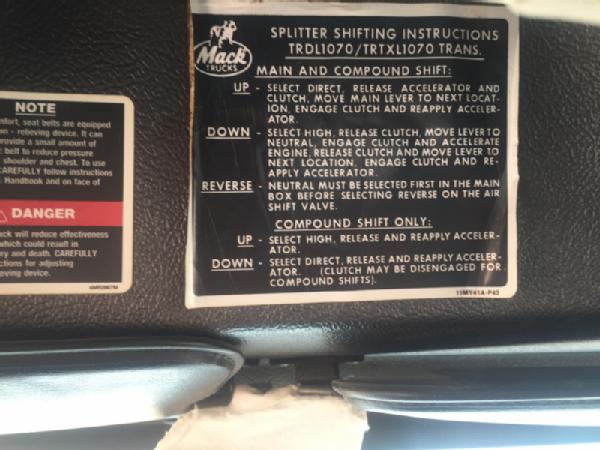 Mack
TRUCKS
SPLITTER SHIFTING INSTRUCTIONS
TRDL1070/TRTXL1070 TRANS.
MAIN AND COMPOUND SHIFT:
UP - SELECT DIRECT, RELEASE ACCELERATOR AND
CLUTCH, MOVE MAIN LEVER TO NEXT LOCAT-
ION, ENGAGE CLUTCH AND REAPPLY ACCELER-
ATOR.
DOWN - SELECT HIGH, RELEASE CLUTCH, MOVE LEVER TO
NEUTRAL, ENGAGE CLUTCH AND ACCELERATE
ENGINE, RELEASE CLUTCH AND MOVE LEVER TO
NEXT LOCATION, ENGAGE CLUTCH AND RE-
APPLY ACCELERATOR.
REVERSE - NEUTRAL MUST BE SELECTED FIRST IN THE MAIN
BOX BEFORE SELECTING REVERSE ON THE AIR
SHIFT VALVE.
COMPOUND SHIFT ONLY:
UP - SELECT HIGH, RELEASE AND REAPPLY ACCELER-
ATOR.
DOWN - SELECT DIRECT, RELEASE AND REAPPLY ACCELER-
ATOR. (CLUTCH MAY BE DISENGAGED FOR
COMPOUND SHIFTS).
11MY41A-P43
NOTE
seat belts are equipped
relieving device. It can
provide a small amount of
belt to reduce pressure
shoulder and chest. To use
CAREFULLY follow instructions
Handbook and on face of
DANGER
will reduce effectiveness
which could result in
and death. CAREFULLY
for adjusting
device.